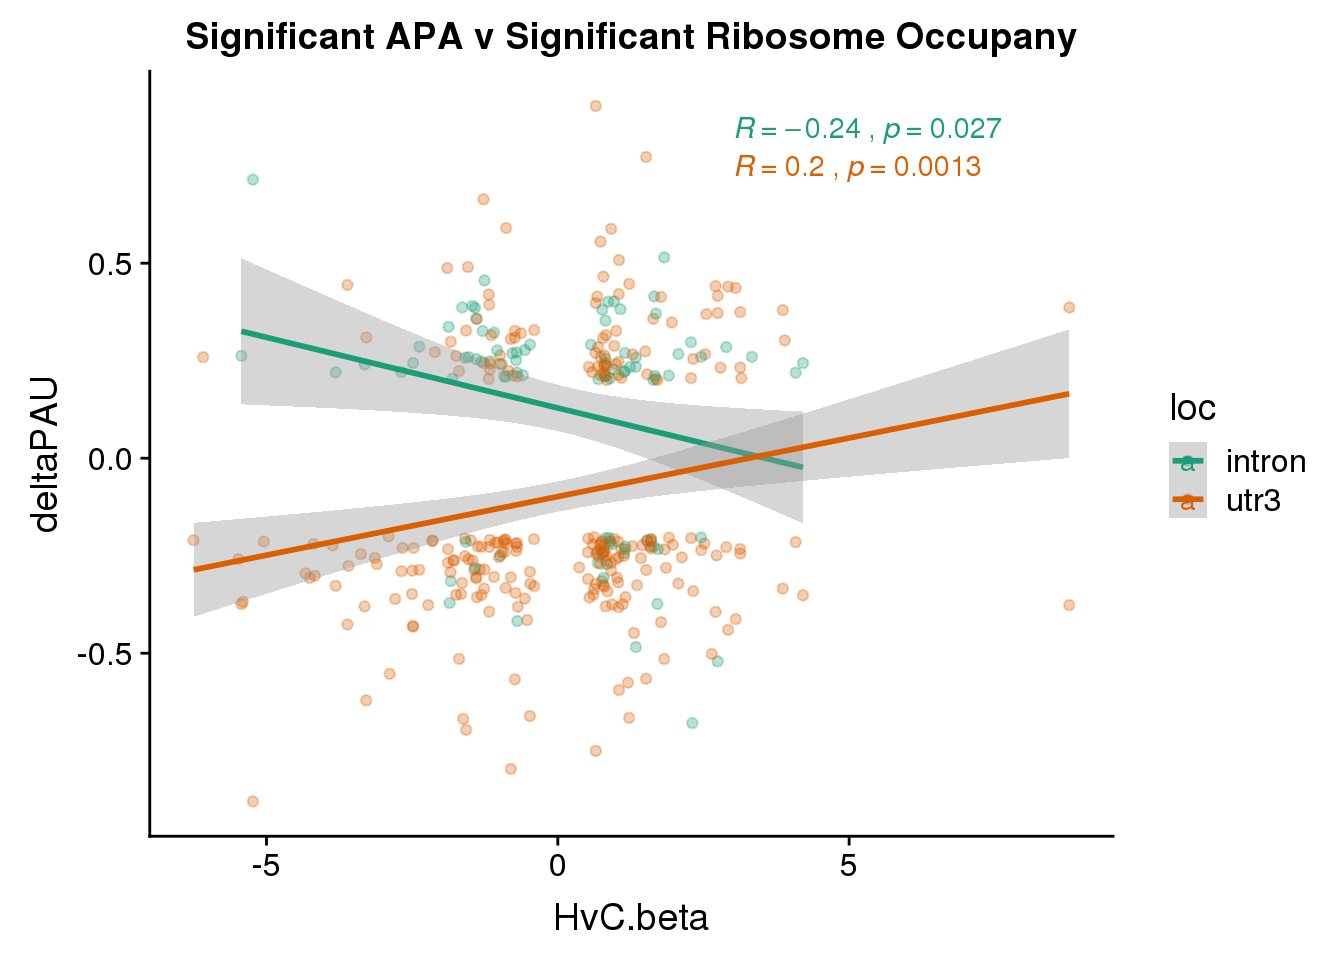 Significant APA v Significant Ribosome Occupany
R = −0.24 , p = 0.027
R = 0.2 , p = 0.0013
0.5
0.0
-0.5
deltaPAU
-5
0
5
HvC.beta
loc
a intron
a utr3